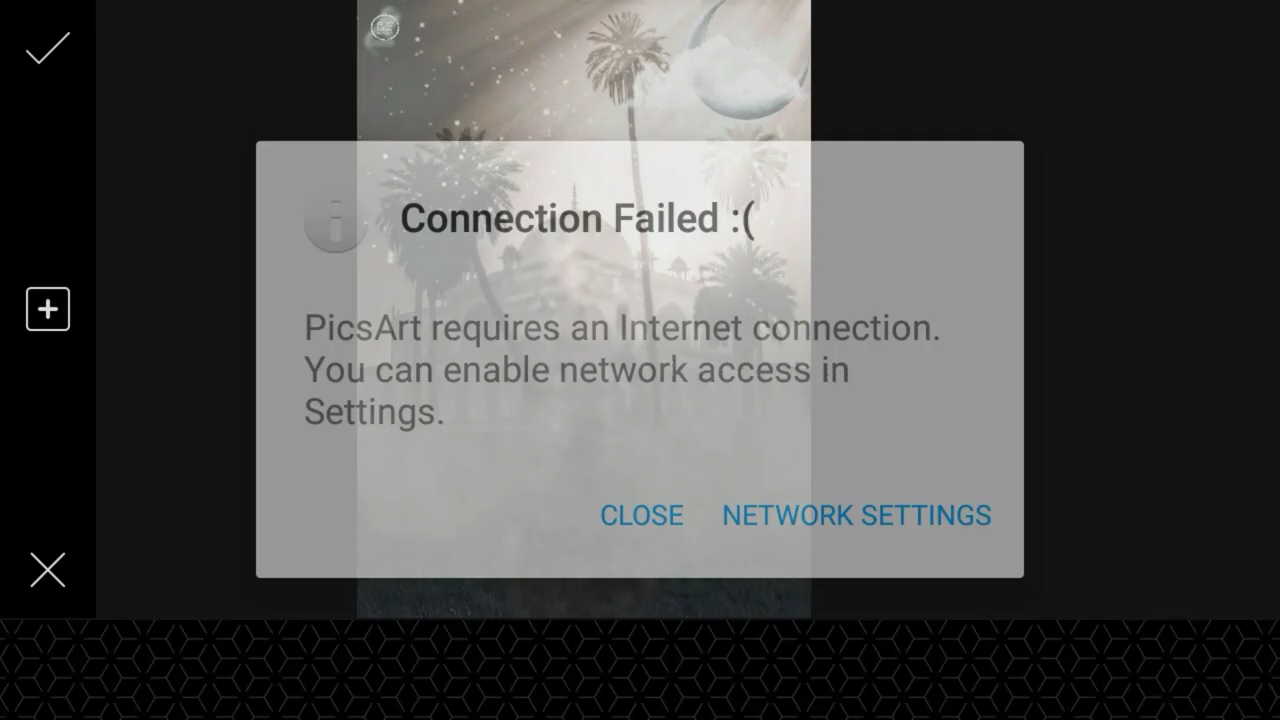 Connection Failed :(
PicsArt requires an Internet connection.
You can enable network access in
Settings.
CLOSE
NETWORK SETTINGS